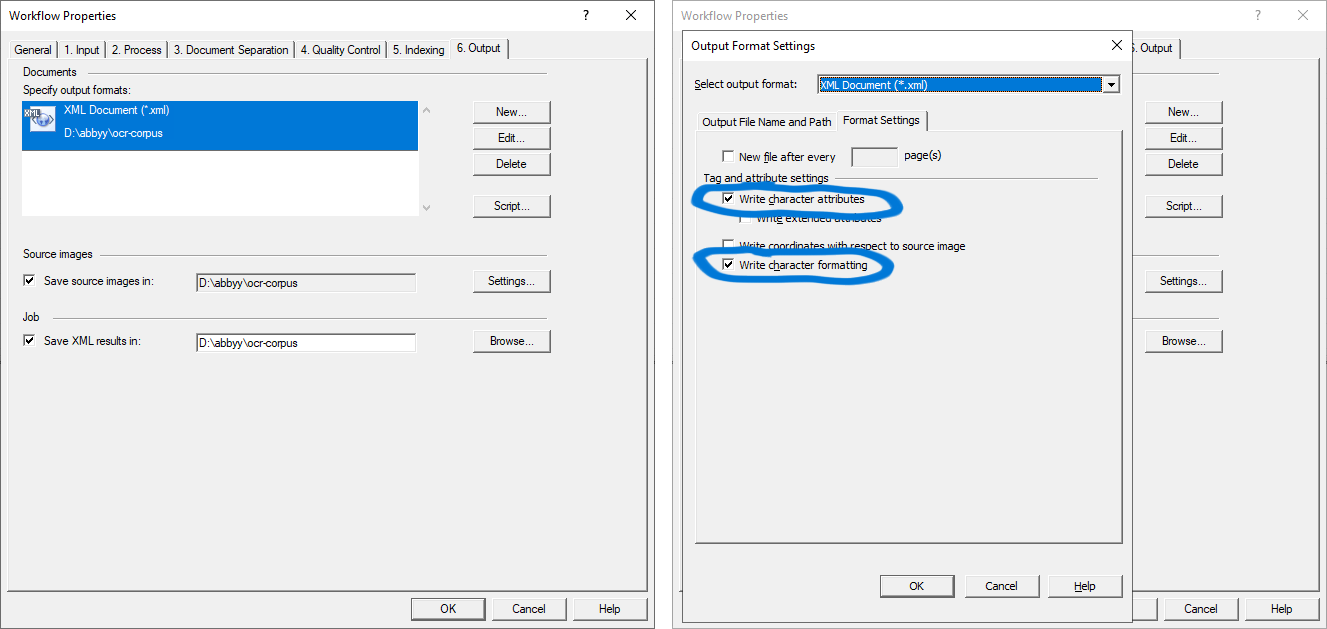 Workflow Properties ?
General 1. Input 2. Process 3. Document Separation 4. Quality Control 5. Indexing 6. Output
Documents
Specify output formats:
XML
XML Document (*.xml)
D:\abbyy\ocr-corpus
New...
Edit...
Delete
Script...
Source images
Save source images in: D:\abbyy\ocr-corpus Settings...
Job
Save XML results in: D:\abbyy\ocr-corpus Browse...
OK Cancel Help
Workflow Properties ?
Output Format Settings
6. Output
Select output format: XML Document (*.xml)
Output File Name and Path Format Settings
New file after every page(s)
Tag and attribute settings
Write character attributes
Write extended attributes
Write coordinates with respect to source image
Write character formatting
OK Cancel Help
New...
Edit...
Delete
Script...
Settings...
Browse...
Cancel Help